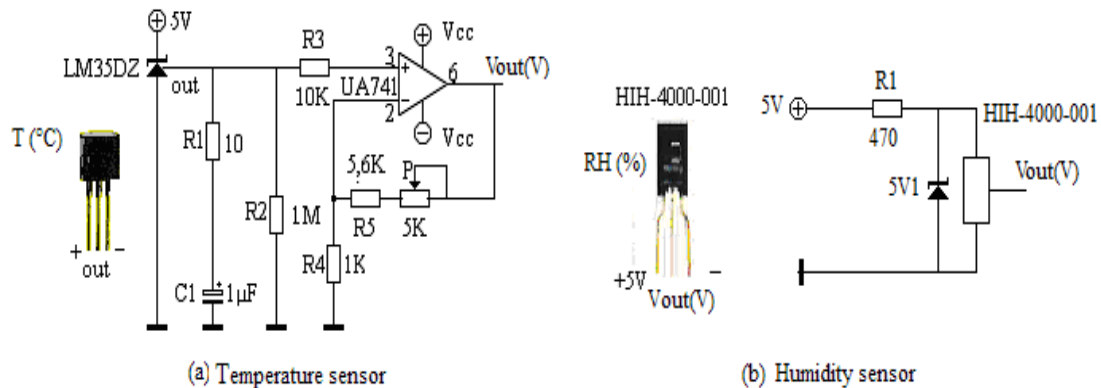 5V
LM35DZ
out
T (°C)
+ out −
R1
10
C1
+
1µF
R2
1M
R3
10K
3
+
UA741
−
2
6
Vcc
Vcc
Vout(V)
5,6K
R5
P
5K
R4
1K
(a) Temperature sensor
HIH-4000-001
RH (%)
+5V
−
Vout(V)
5V
R1
470
5V1
HIH-4000-001
Vout(V)
(b) Humidity sensor